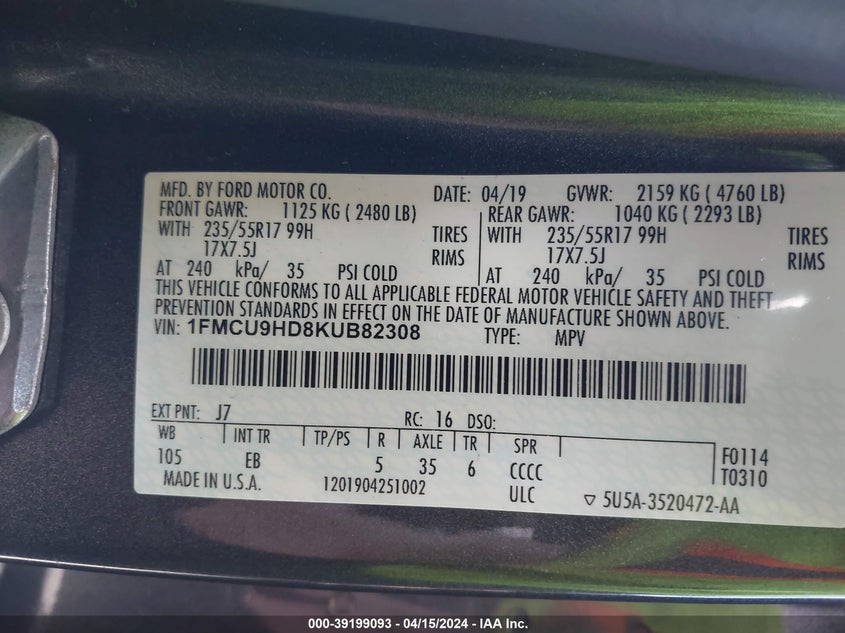 MFD. BY FORD MOTOR CO. DATE: 04/19 GVWR: 2159 KG ( 4760 LB)
FRONT GAWR: 1125 KG ( 2480 LB) REAR GAWR: 1040 KG ( 2293 LB)
WITH 235/55R17 99H TIRES WITH 235/55R17 99H TIRES
17X7.5J RIMS 17X7.5J RIMS
AT 240 kPa/ 35 PSI COLD AT 240 kPa/ 35 PSI COLD
THIS VEHICLE CONFORMS TO ALL APPLICABLE FEDERAL MOTOR VEHICLE SAFETY AND THEFT
PREVENTION STANDARDS IN EFFECT ON THE DATE OF MANUFACTURE SHOWN ABOVE.
VIN: 1FMCU9HD8KUB82308 TYPE: MPV
EXT PNT: J7 RC: 16 DSO:
WB INT TR TP/PS R AXLE TR SPR F0114
105 EB 5 35 6 CCCC T0310
MADE IN U.S.A. 1201904251002 ULC ▽ 5U5A-3520472-AA
000-39199093 - 04/15/2024 - IAA Inc.